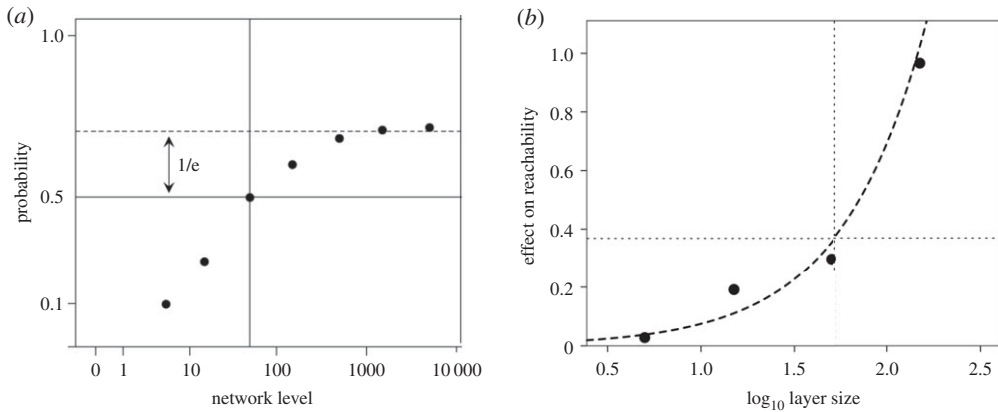 (a)
1.0
0.5
0.1
probability
1/e
0 1 10 100 1000 10 000
network level
(b)
1.0
0.8
0.6
0.4
0.2
0
effect on reachability
0.5 1.0 1.5 2.0 2.5
log10 layer size